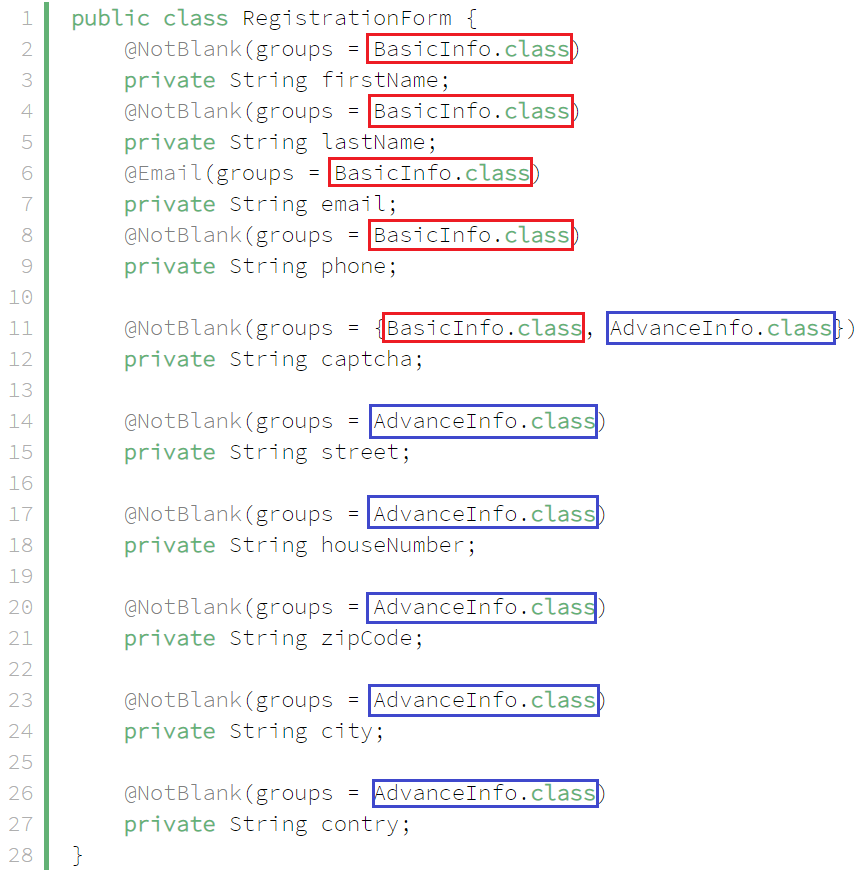 1 public class RegistrationForm {
2 @NotBlank(groups = BasicInfo.class)
3 private String firstName;
4 @NotBlank(groups = BasicInfo.class)
5 private String lastName;
6 @Email(groups = BasicInfo.class)
7 private String email;
8 @NotBlank(groups = BasicInfo.class)
9 private String phone;
10
11 @NotBlank(groups = {BasicInfo.class, AdvanceInfo.class})
12 private String captcha;
13
14 @NotBlank(groups = AdvanceInfo.class)
15 private String street;
16
17 @NotBlank(groups = AdvanceInfo.class)
18 private String houseNumber;
19
20 @NotBlank(groups = AdvanceInfo.class)
21 private String zipCode;
22
23 @NotBlank(groups = AdvanceInfo.class)
24 private String city;
25
26 @NotBlank(groups = AdvanceInfo.class)
27 private String contry;
28 }